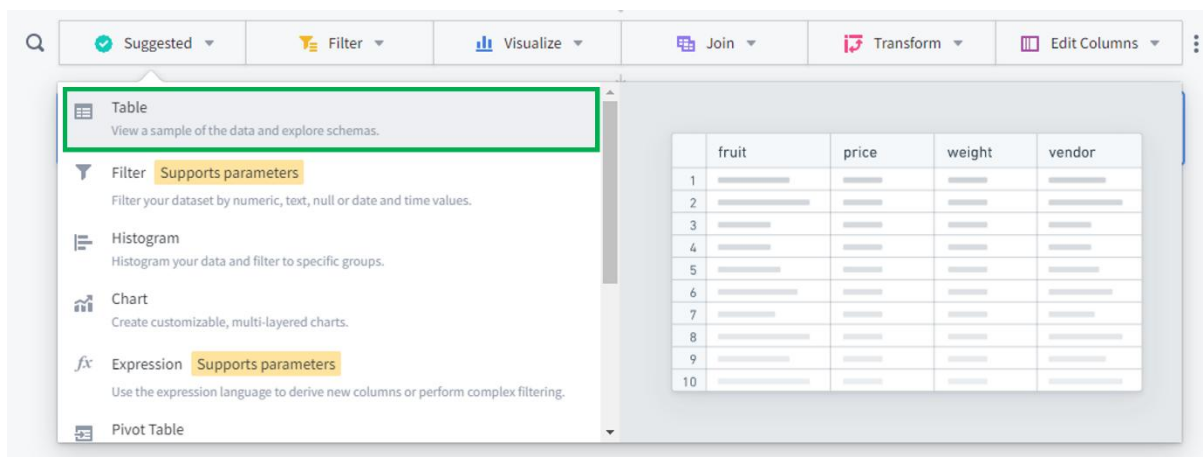 Suggested Filter Visualize Join Transform Edit Columns
Table
View a sample of the data and explore schemas.
Filter Supports parameters
Filter your dataset by numeric, text, null or date and time values.
Histogram
Histogram your data and filter to specific groups.
Chart
Create customizable, multi-layered charts.
fx Expression Supports parameters
Use the expression language to derive new columns or perform complex filtering.
Pivot Table
fruit price weight vendor
1
2
3
4
5
6
7
8
9
10